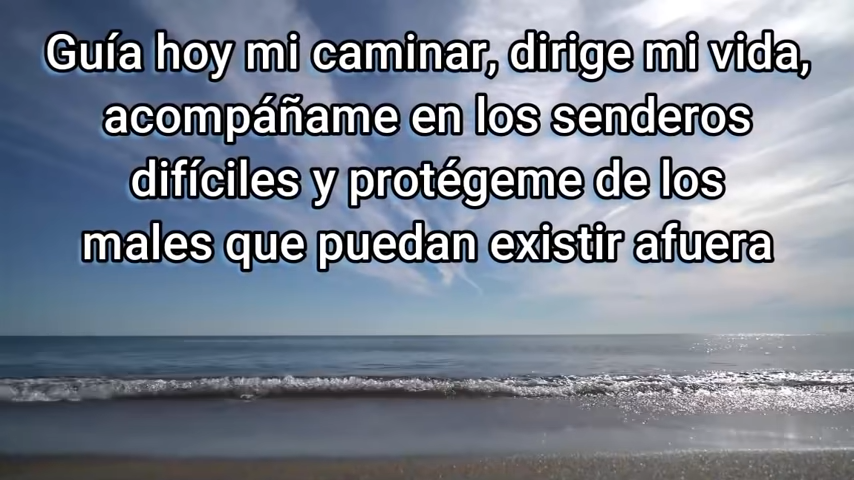 Guía hoy mi caminar, dirige mi vida,
acompáñame en los senderos
difíciles y protégeme de los
males que puedan existir afuera